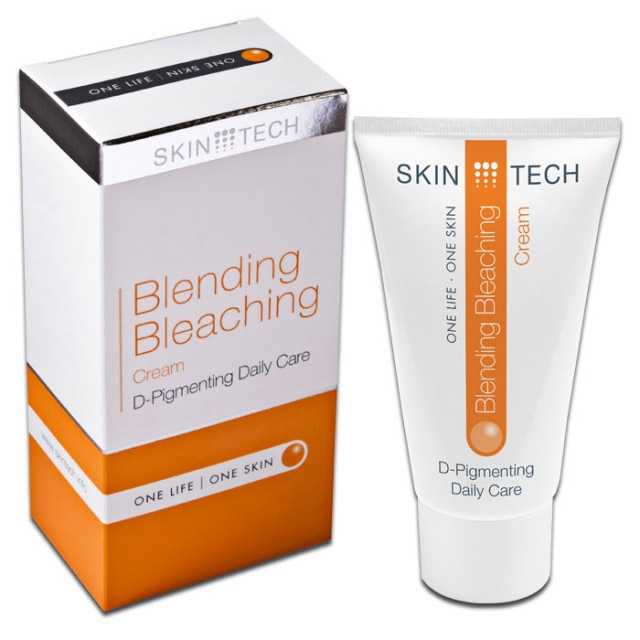 ONE LIFE | ONE SKIN
SKIN TECH
Blending
Bleaching
Cream
D-Pigmenting Daily Care
ONE LIFE | ONE SKIN
SKIN TECH
ONE LIFE · ONE SKIN
Blending Bleaching
Cream
D-Pigmenting
Daily Care